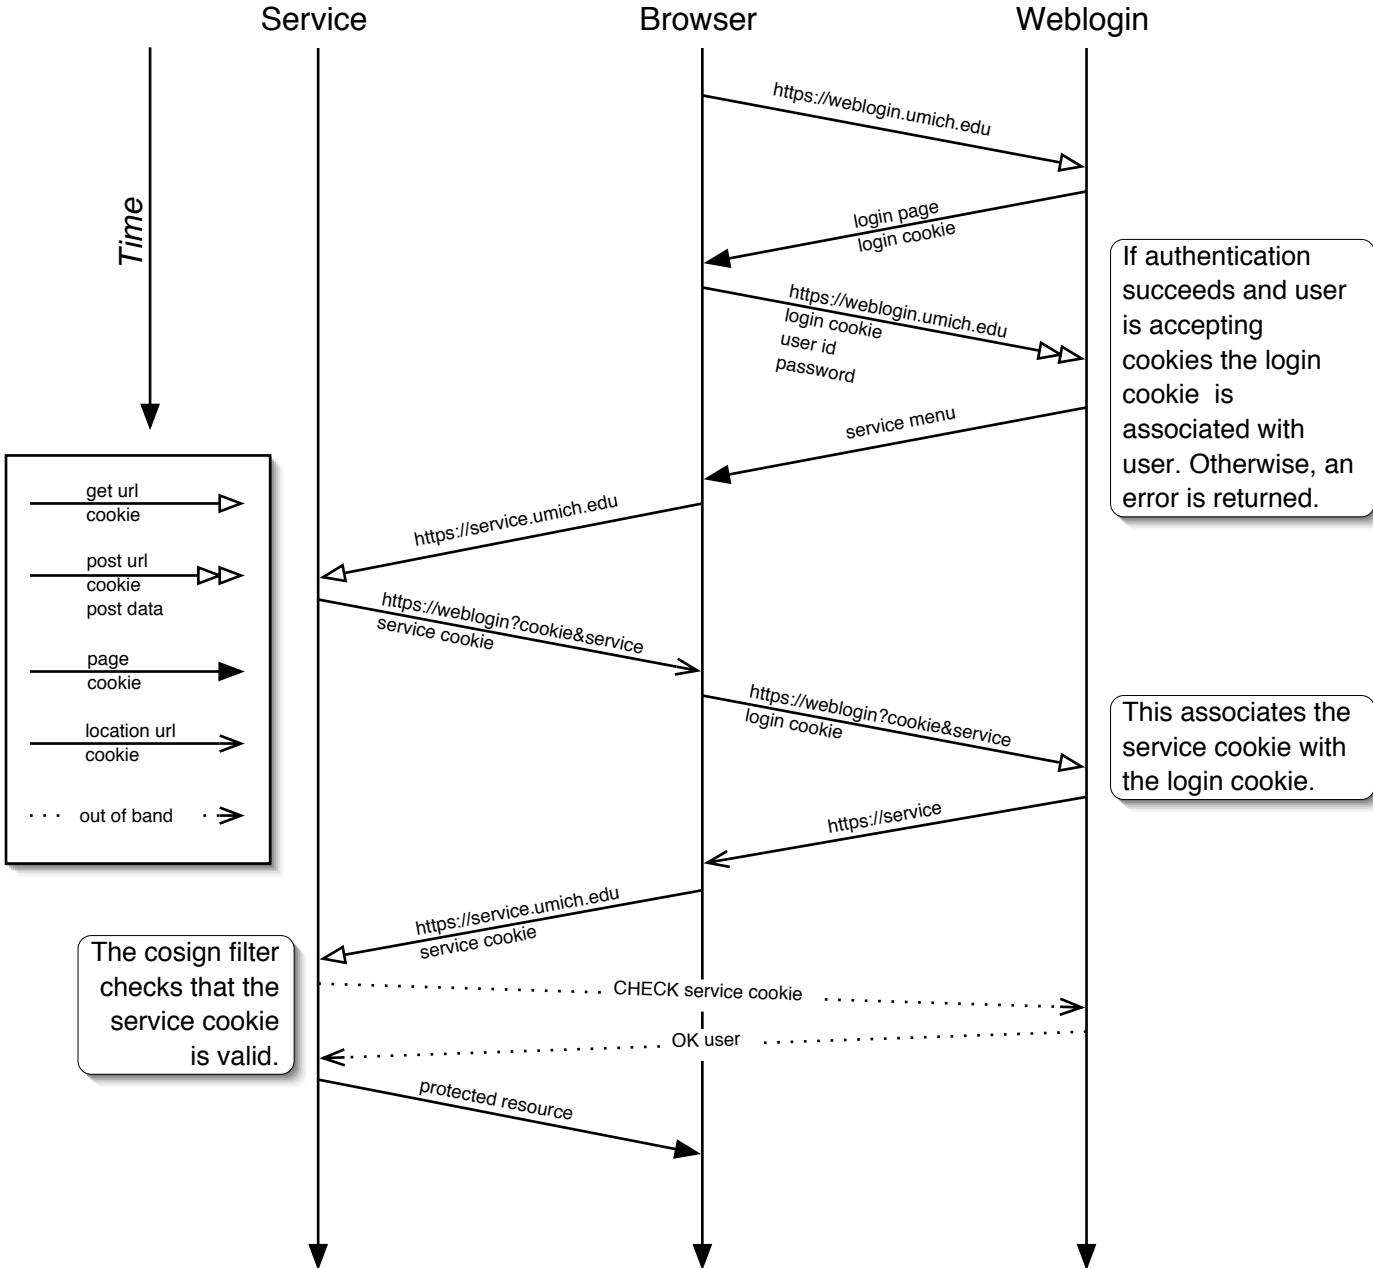 Service
Browser
Weblogin
Time
https://weblogin.umich.edu
login page
login cookie
https://weblogin.umich.edu
login cookie
user id
password
If authentication
succeeds and user
is accepting
cookies the login
cookie is
associated with
user. Otherwise, an
error is returned.
service menu
get url
cookie
post url
cookie
post data
page
cookie
location url
cookie
out of band
https://service.umich.edu
https://weblogin?cookie&service
service cookie
https://weblogin?cookie&service
login cookie
This associates the
service cookie with
the login cookie.
https://service
https://service.umich.edu
service cookie
The cosign filter
checks that the
service cookie
is valid.
CHECK service cookie
OK user
protected resource